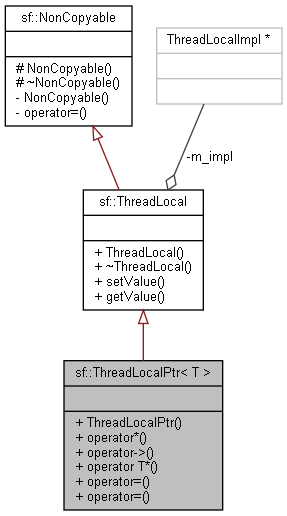 sf::NonCopyable
# NonCopyable()
# ~NonCopyable()
- NonCopyable()
- operator=()
ThreadLocalImpl *
-m_impl
sf::ThreadLocal
+ ThreadLocal()
+ ~ThreadLocal()
+ setValue()
+ getValue()
sf::ThreadLocalPtr< T >
+ ThreadLocalPtr()
+ operator*()
+ operator->()
+ operator T*()
+ operator=()
+ operator=()